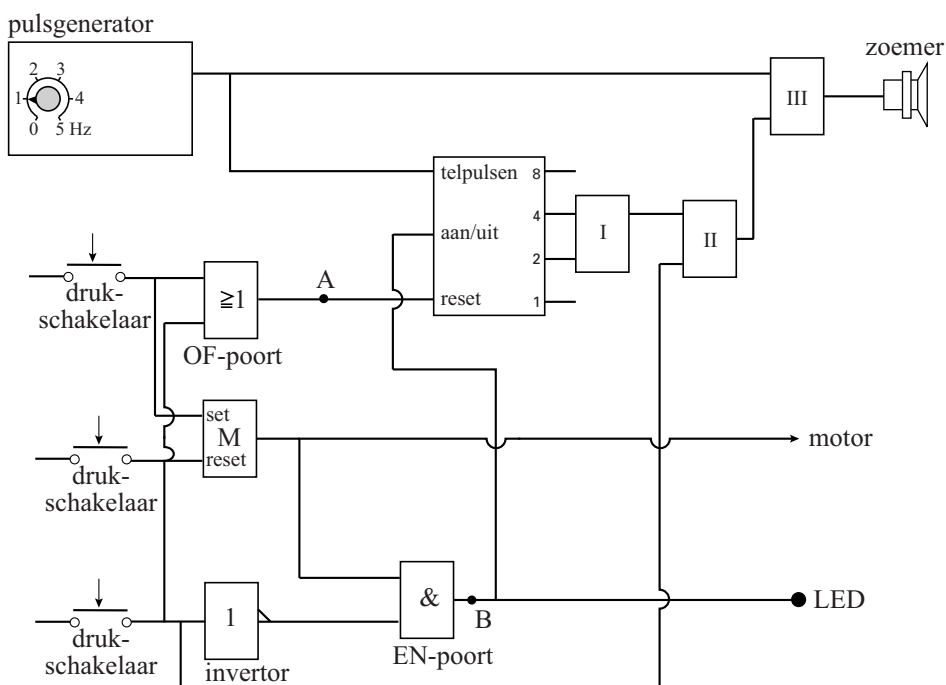 pulsgenerator
zoemer
2 3
1 4
0 5 Hz
III
telpulsen 8
4
I
II
aan/uit
2
reset 1
druk-
schakelaar
≧1
A
OF-poort
set
M
reset
motor
druk-
schakelaar
&
B
LED
EN-poort
1
invertor
druk-
schakelaar